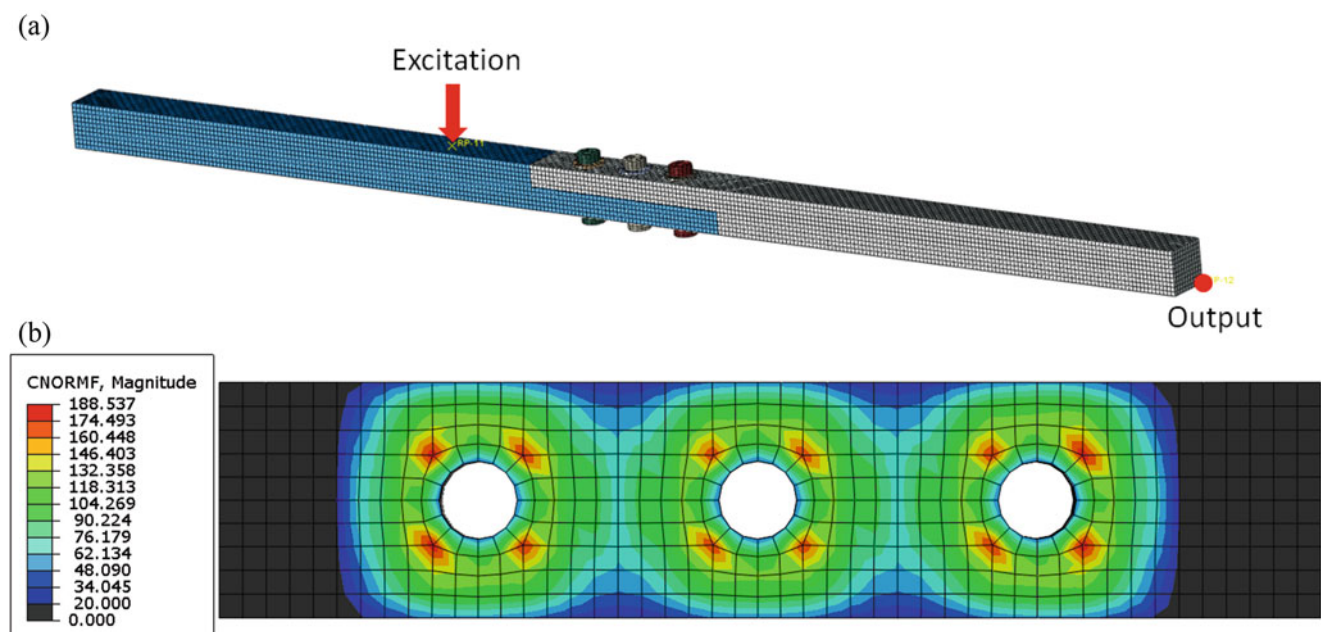 (a)
Excitation
RP-11
P-12
Output
(b)
CNORMF, Magnitude
188.537
174.493
160.448
146.403
132.358
118.313
104.269
90.224
76.179
62.134
48.090
34.045
20.000
0.000